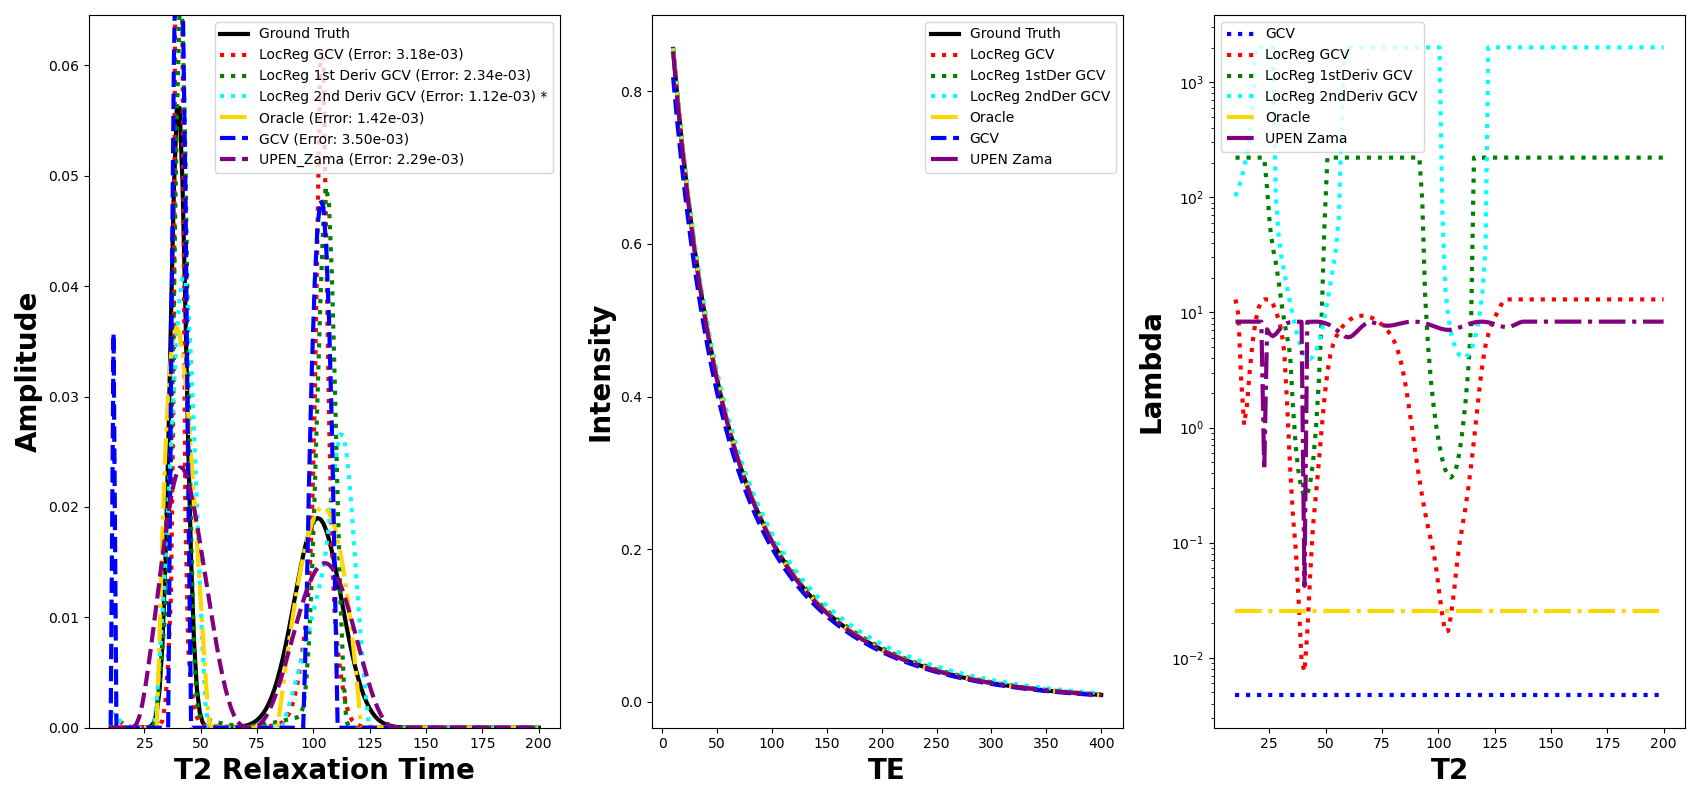 Ground Truth
LocReg GCV (Error: 3.18e-03)
LocReg 1st Deriv GCV (Error: 2.34e-03)
LocReg 2nd Deriv GCV (Error: 1.12e-03) *
Oracle (Error: 1.42e-03)
GCV (Error: 3.50e-03)
UPEN_Zama (Error: 2.29e-03)
0.06
0.05
0.04
0.03
0.02
0.01
0.00
Amplitude
25 50 75 100 125 150 175 200
T2 Relaxation Time
Ground Truth
LocReg GCV
LocReg 1stDer GCV
LocReg 2ndDer GCV
Oracle
GCV
UPEN Zama
0.8
0.6
0.4
0.2
0.0
Intensity
0 50 100 150 200 250 300 350 400
TE
GCV
LocReg GCV
LocReg 1stDeriv GCV
LocReg 2ndDeriv GCV
Oracle
UPEN Zama
10³
10²
10¹
10⁰
10⁻¹
10⁻²
Lambda
25 50 75 100 125 150 175 200
T2